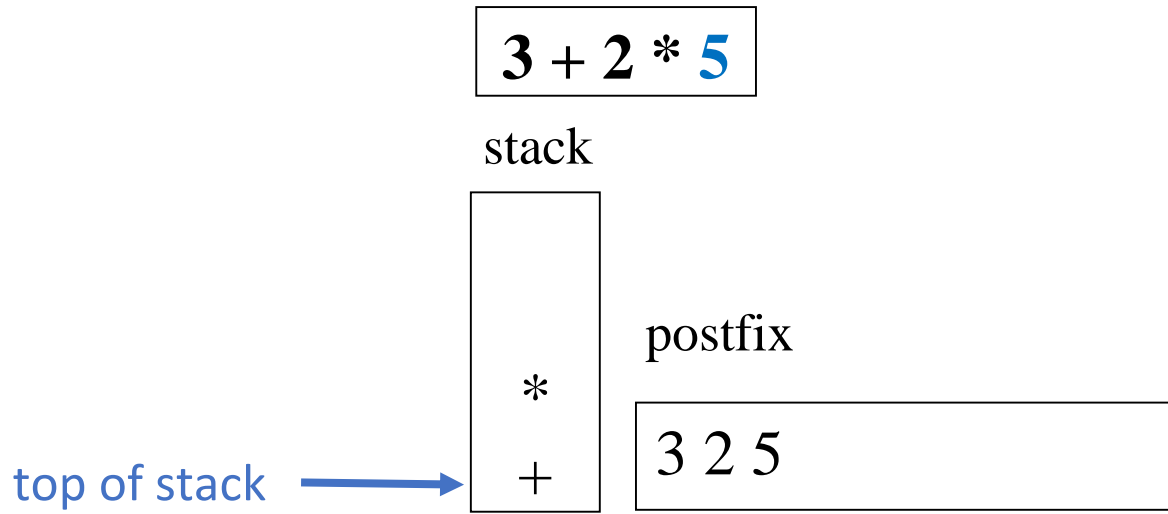 3 + 2 * 5
stack
postfix
*
3 2 5
top of stack
+